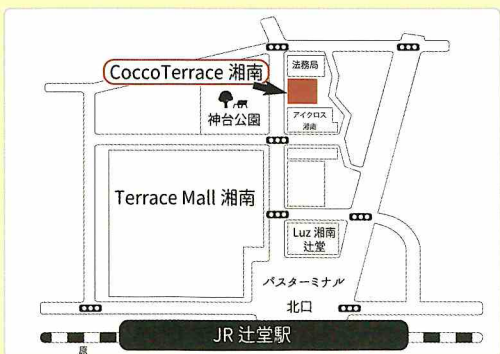 法務局
CoccoTerrace 湘南
神台公園
アイクロス
湘南
Terrace Mall 湘南
Luz 湘南
辻堂
バスターミナル
北口
JR 辻堂駅
原